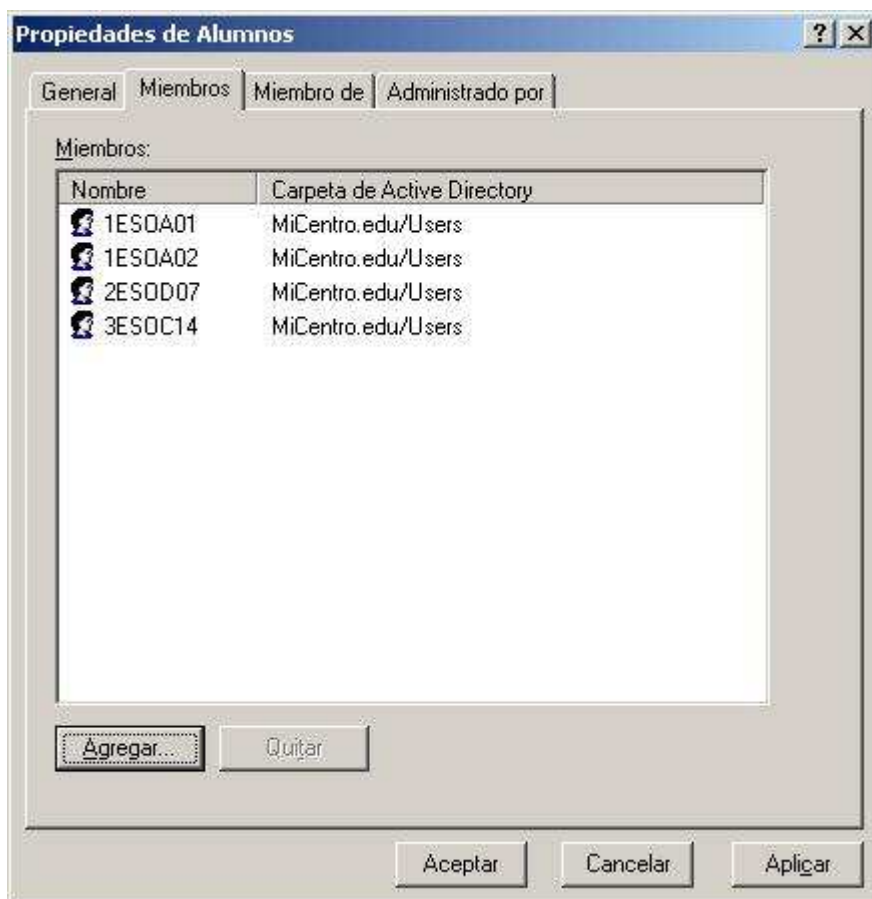 Propiedades de Alumnos
General Miembros Miembro de Administrado por
Miembros:
Nombre Carpeta de Active Directory
1ESOA01 MiCentro.edu/Users
1ESOA02 MiCentro.edu/Users
2ESOD07 MiCentro.edu/Users
3ESOC14 MiCentro.edu/Users
Agregar... Quitar
Aceptar Cancelar Aplicar